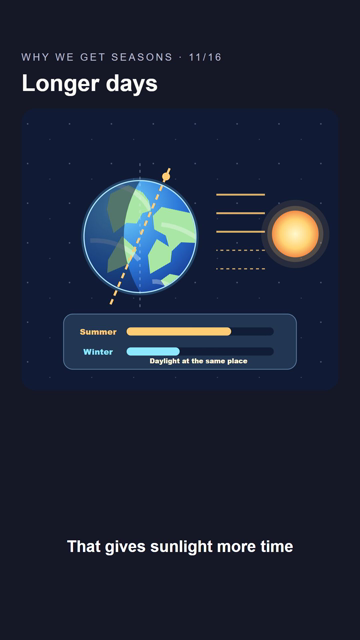 WHY WE GET SEASONS · 11/16
Longer days
Summer
Winter
Daylight at the same place
That gives sunlight more time